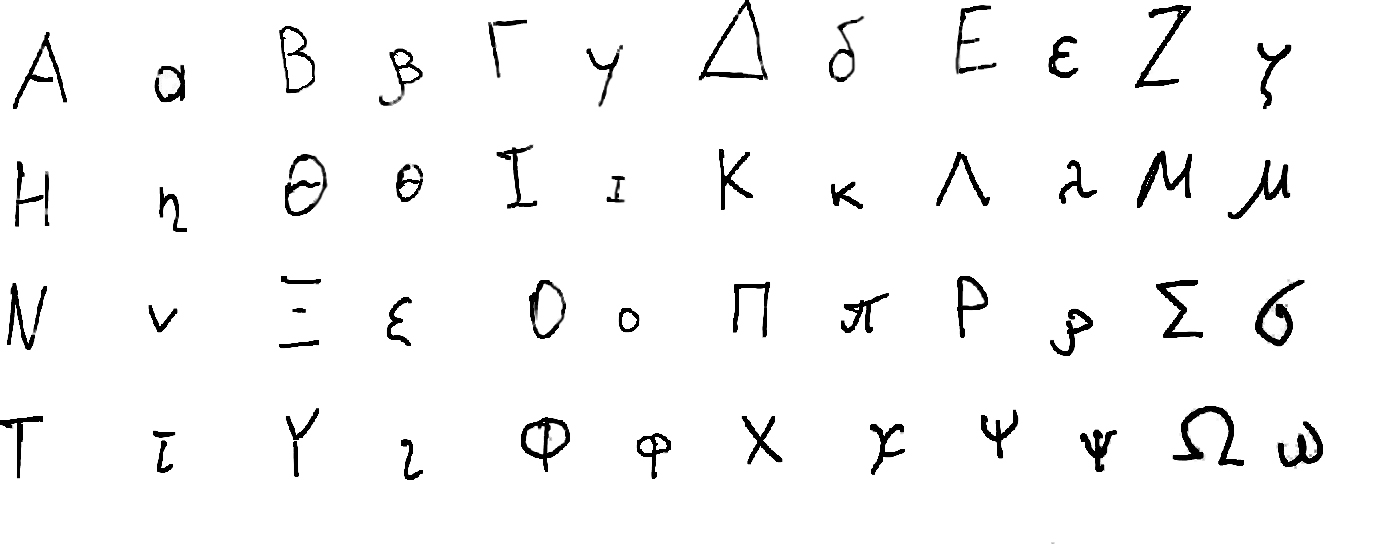 Α α Β β Γ γ Δ δ Ε ε Ζ ζ
Η η Θ θ Ι ι Κ κ Λ λ Μ μ
Ν ν Ξ ξ Ο ο Π π Ρ ρ Σ σ
Τ τ Υ υ Φ φ Χ χ Ψ ψ Ω ω